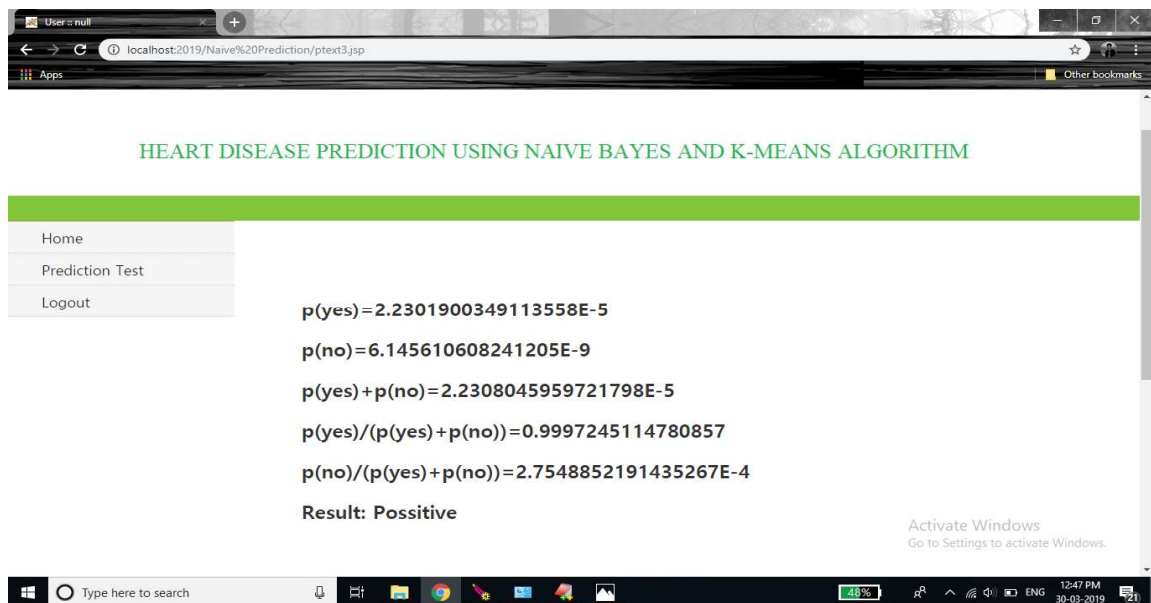 User :: null
localhost:2019/Naive%20Prediction/ptext3.jsp
Apps
Other bookmarks
HEART DISEASE PREDICTION USING NAIVE BAYES AND K-MEANS ALGORITHM
Home
Prediction Test
Logout
p(yes)=2.2301900349113558E-5
p(no)=6.145610608241205E-9
p(yes)+p(no)=2.2308045959721798E-5
p(yes)/(p(yes)+p(no))=0.9997245114780857
p(no)/(p(yes)+p(no))=2.7548852191435267E-4
Result: Possitive
Activate Windows
Go to Settings to activate Windows.
Type here to search
48%
ENG
12:47 PM
30-03-2019
21